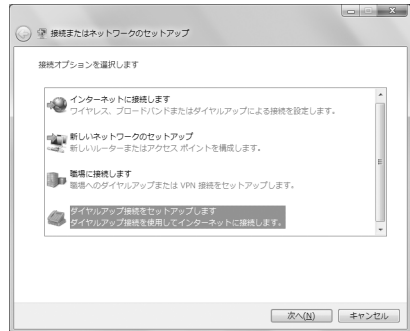 接続またはネットワークのセットアップ
接続オプションを選択します
インターネットに接続します
ワイヤレス、ブロードバンドまたはダイヤルアップによる接続を設定します。
新しいネットワークのセットアップ
新しいルーターまたはアクセス ポイントを構成します。
職場に接続します
職場へのダイヤルアップまたは VPN 接続をセットアップします。
ダイヤルアップ接続をセットアップします
ダイヤルアップ接続を使用してインターネットに接続します。
次へ(N)
キャンセル